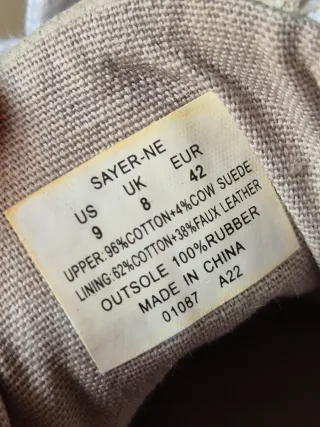 SAYER-NE
US UK EUR
9 8 42
UPPER:96%COTTON+4%COW SUEDE
LINING:62%COTTON+38%FAUX LEATHER
OUTSOLE 100%RUBBER
MADE IN CHINA
01087 A22